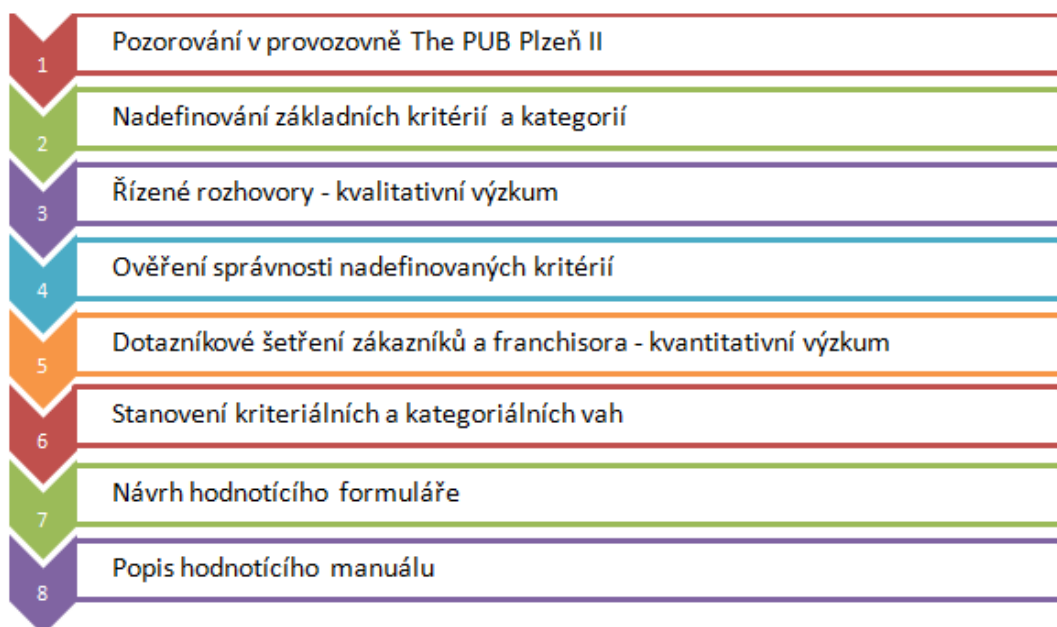 1 Pozorování v provozovně The PUB Plzeň II
2 Nadefinování základních kritérií a kategorií
3 Řízené rozhovory - kvalitativní výzkum
4 Ověření správnosti nadefinovaných kritérií
5 Dotazníkové šetření zákazníků a franchisora - kvantitativní výzkum
6 Stanovení kriteriálních a kategoriálních vah
7 Návrh hodnotícího formuláře
8 Popis hodnotícího manuálu